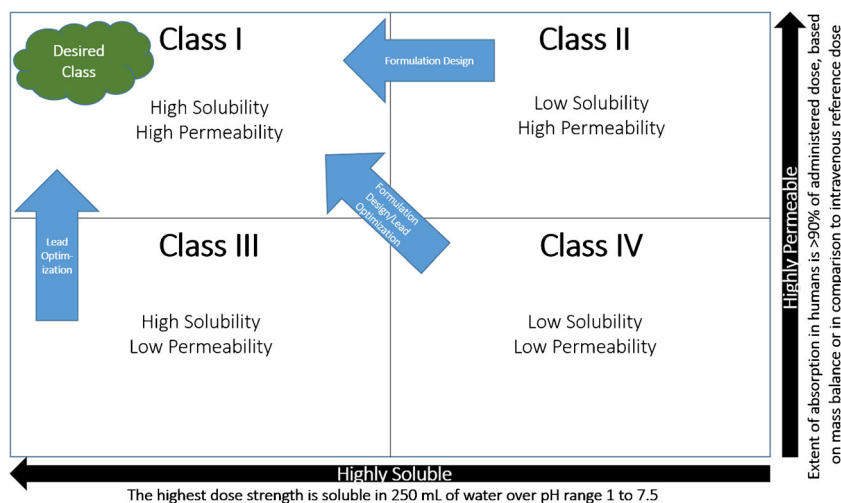 Desired
Class
Class I
High Solubility
High Permeability
Formulation Design
Class II
Low Solubility
High Permeability
Formulation
Design/Lead
Optimization
Lead
Optim-
ization
Class III
High Solubility
Low Permeability
Class IV
Low Solubility
Low Permeability
Highly Permeable
Extent of absorption in humans is >90% of administered dose, based
on mass balance or in comparison to intravenous reference dose
Highly Soluble
The highest dose strength is soluble in 250 mL of water over pH range 1 to 7.5